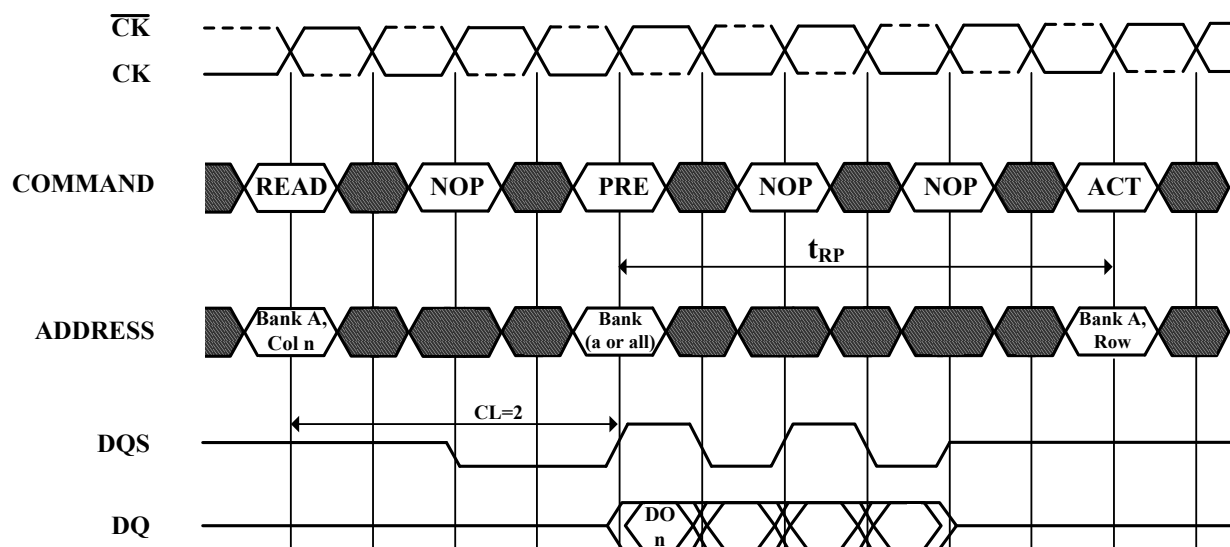 CK
CK
COMMAND
READ NOP PRE NOP NOP ACT
tRP
ADDRESS
Bank A, Col n
Bank (a or all)
Bank A, Row
CL=2
DQS
DQ
DO n